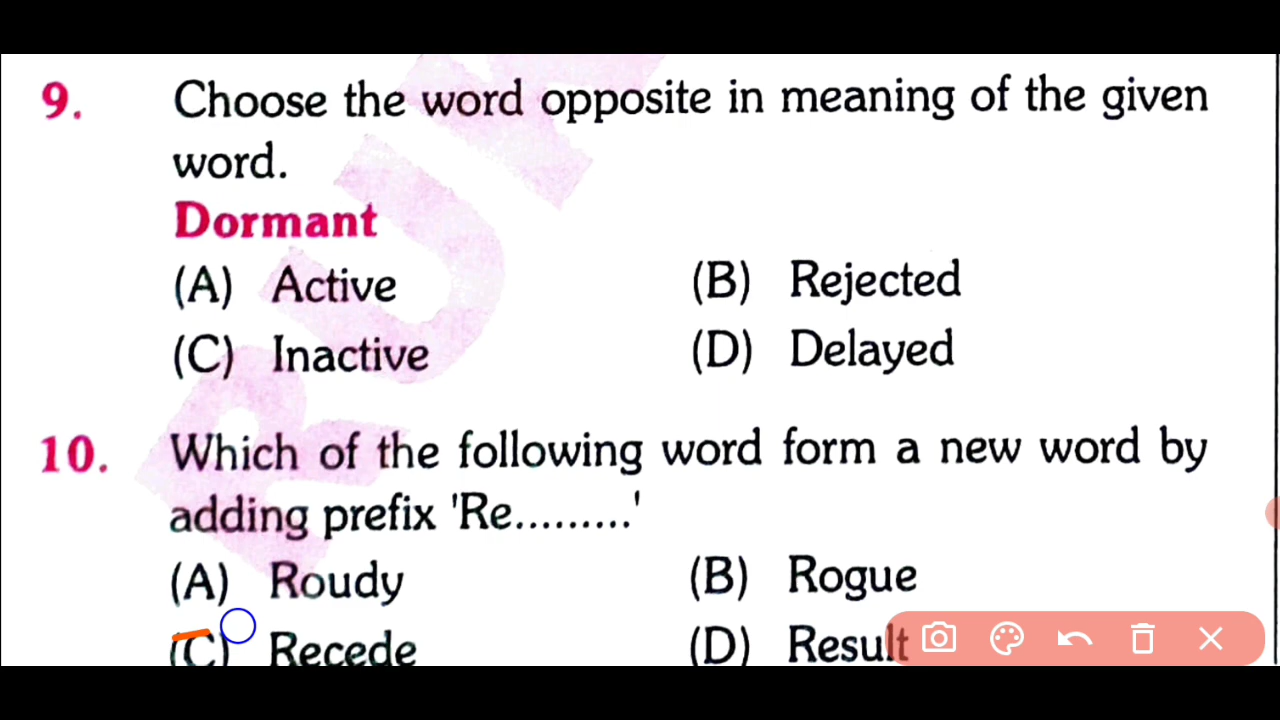 9. Choose the word opposite in meaning of the given
word.
Dormant
(A) Active (B) Rejected
(C) Inactive (D) Delayed
10. Which of the following word form a new word by
adding prefix 'Re.........'
(A) Roudy (B) Rogue
(C) Recede (D) Result